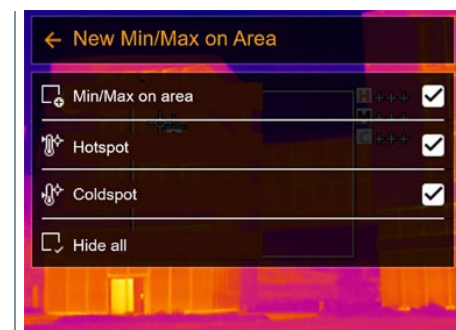 New Min/Max on Area
Min/Max on area
H+++
M+++
Hotspot
C+++
Coldspot
Hide all